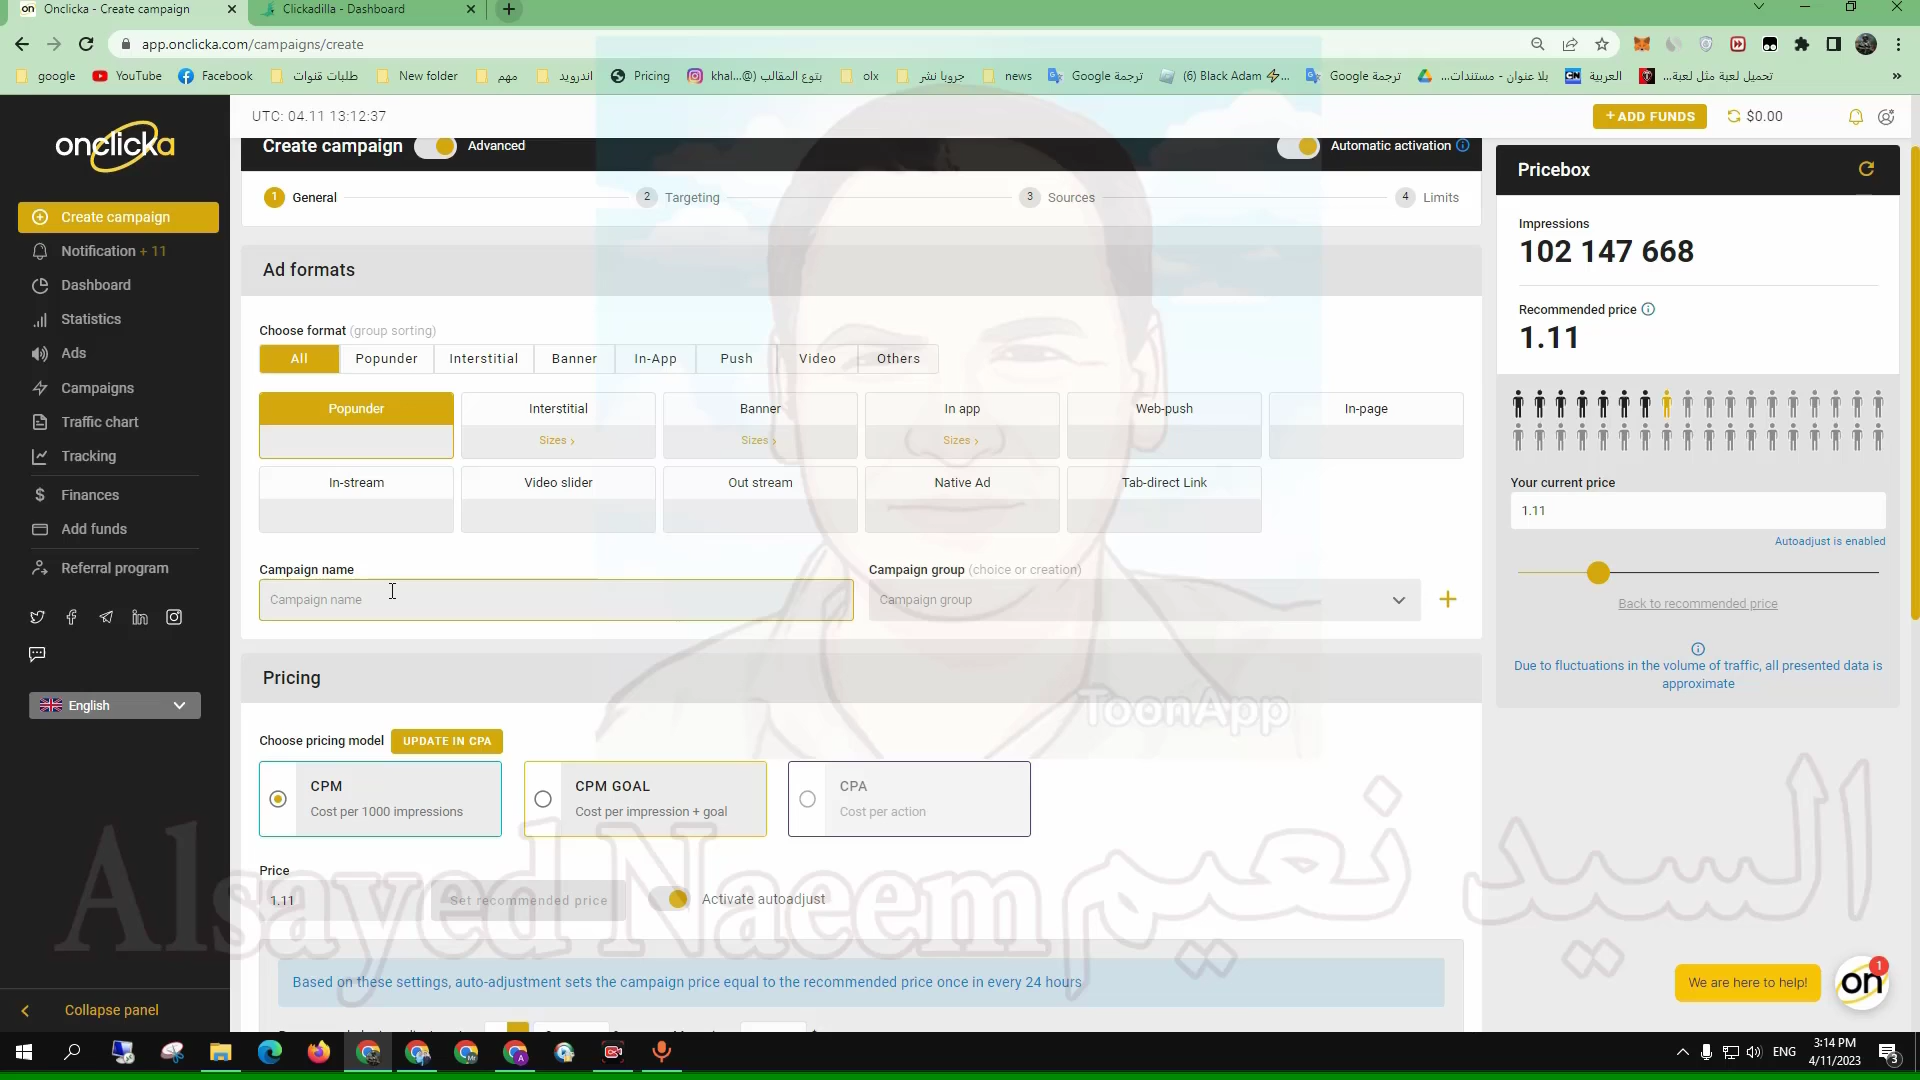 Onclicka - Create campaign
Clickadilla - Dashboard
app.onclicka.com/campaigns/create
google
YouTube
Facebook
طلبات قنوات
New folder
مهم
اندرويد
Pricing
khal...@) بتوع المقالب
olx
جروبا نشر
news
ترجمة Google
(6) Black Adam ⚡...
ترجمة Google
بلا عنوان - مستندات...
العربية
تحميل لعبة مثل لعبة...
»
onclicka
UTC: 04.11 13:12:37
+ ADD FUNDS
$0.00
Create campaign
Advanced
Automatic activation
1 General
2 Targeting
3 Sources
4 Limits
Create campaign
Notification + 11
Dashboard
Statistics
Ads
Campaigns
Traffic chart
Tracking
Finances
Add funds
Referral program
English
Collapse panel
Ad formats
Choose format (group sorting)
All
Popunder
Interstitial
Banner
In-App
Push
Video
Others
Popunder
Interstitial
Sizes ›
Banner
Sizes ›
In app
Sizes ›
Web-push
In-page
In-stream
Video slider
Out stream
Native Ad
Tab-direct Link
Campaign name
Campaign name
Campaign group (choice or creation)
Campaign group
Pricing
Choose pricing model
UPDATE IN CPA
CPM
Cost per 1000 impressions
CPM GOAL
Cost per impression + goal
CPA
Cost per action
Price
1.11
Set recommended price
Activate autoadjust
Based on these settings, auto-adjustment sets the campaign price equal to the recommended price once in every 24 hours
Pricebox
Impressions
102 147 668
Recommended price
1.11
Your current price
1.11
Autoadjust is enabled
Back to recommended price
Due to fluctuations in the volume of traffic, all presented data is
approximate
ToonApp
Alsayed Naeem السيد نعيم
We are here to help!
on
1
ENG
3:14 PM
4/11/2023
3